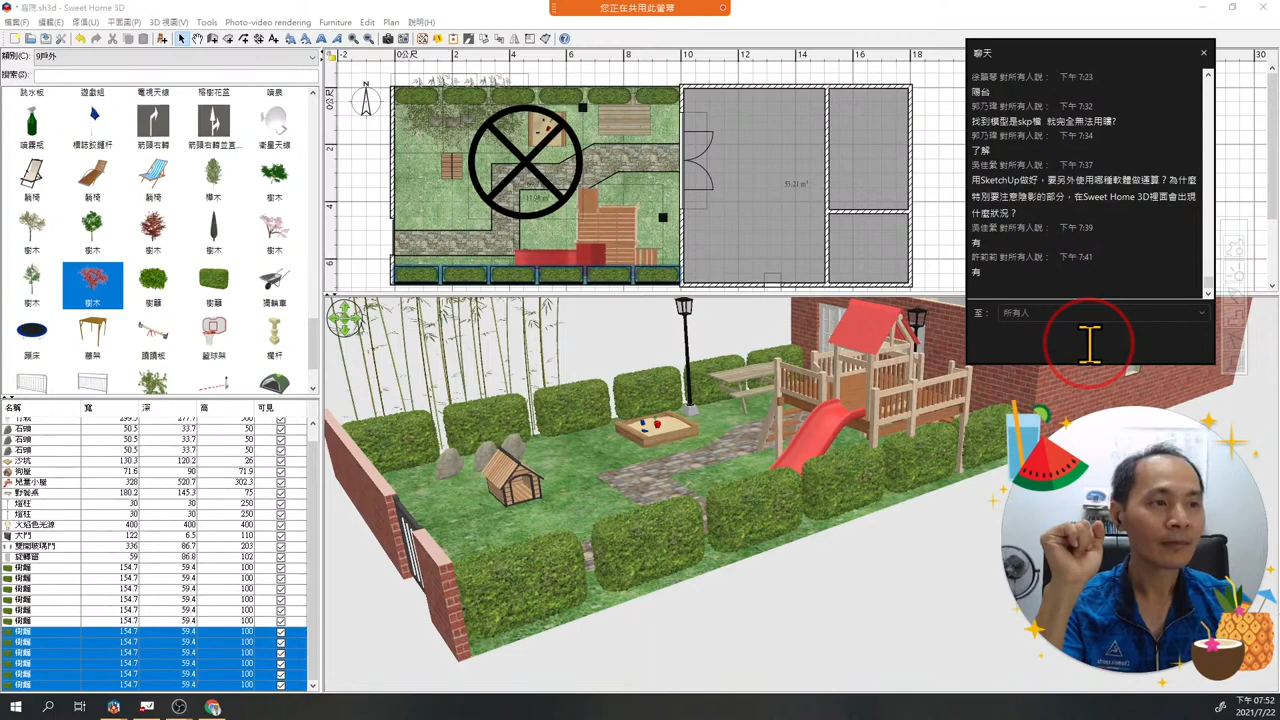 庭院.sh3d - Sweet Home 3D
您正在共用此螢幕
檔案(F) 編輯(E) 傢俱(U) 平面圖(P) 3D 視圖(V) Tools Photo-video rendering Furniture Edit Plan 說明(H)
類別(C): 9戶外
搜索(S):
跳水板 遊戲組 電視天線 榕樹花盆 噴泉
噴霧瓶 標誌鉸鏈杆 箭頭右轉 箭頭右轉並直... 衛星天線
躺椅 躺椅 躺椅 樺木 樹木
樹木 樹木 樹木 樹木 樹木
樹木 樹木 樹籬 樹籬 獨輪車
蹦床 藤架 蹺蹺板 籃球架 欄杆
名稱 寬 深 高 可見
石頭 50.5 33.7 50
石頭 50.5 33.7 50
石頭 50.5 33.7 50
沙坑 130.3 120.2 26
狗屋 71.6 90 71.9
兒童小屋 328 520.7 302.3
野餐桌 180.2 145.3 75
燈柱 30 30 250
燈柱 30 30 250
火焰色光源 400 400 400
大門 122 6.5 110
雙開玻璃門 336 86.7 203
旋轉窗 59 86.8 102
樹籬 154.7 59.4 100
樹籬 154.7 59.4 100
樹籬 154.7 59.4 100
樹籬 154.7 59.4 100
樹籬 154.7 59.4 100
樹籬 154.7 59.4 100
樹籬 154.7 59.4 100
樹籬 154.7 59.4 100
樹籬 154.7 59.4 100
樹籬 154.7 59.4 100
樹籬 154.7 59.4 100
樹籬 154.7 59.4 100
-2 0公尺 2 4 6 8 10 12 14 16 18 30
0公尺
2
4
6
N
53.21 m²
聊天
徐韻琴 對所有人說： 下午 7:23
陽台
郭乃瑋 對所有人說： 下午 7:32
找到模型是skp檔 就完全無法用瞜?
郭乃瑋 對所有人說： 下午 7:34
了解
吳佳縈 對所有人說： 下午 7:37
用SketchUp做好，要另外使用哪種軟體做運算？為什麼
特別要注意陰影的部分，在Sweet Home 3D裡面會出現
什麼狀況？
吳佳縈 對所有人說： 下午 7:39
有
許莉莉 對所有人說： 下午 7:41
有
至： 所有人
下午 07:52
2021/7/22